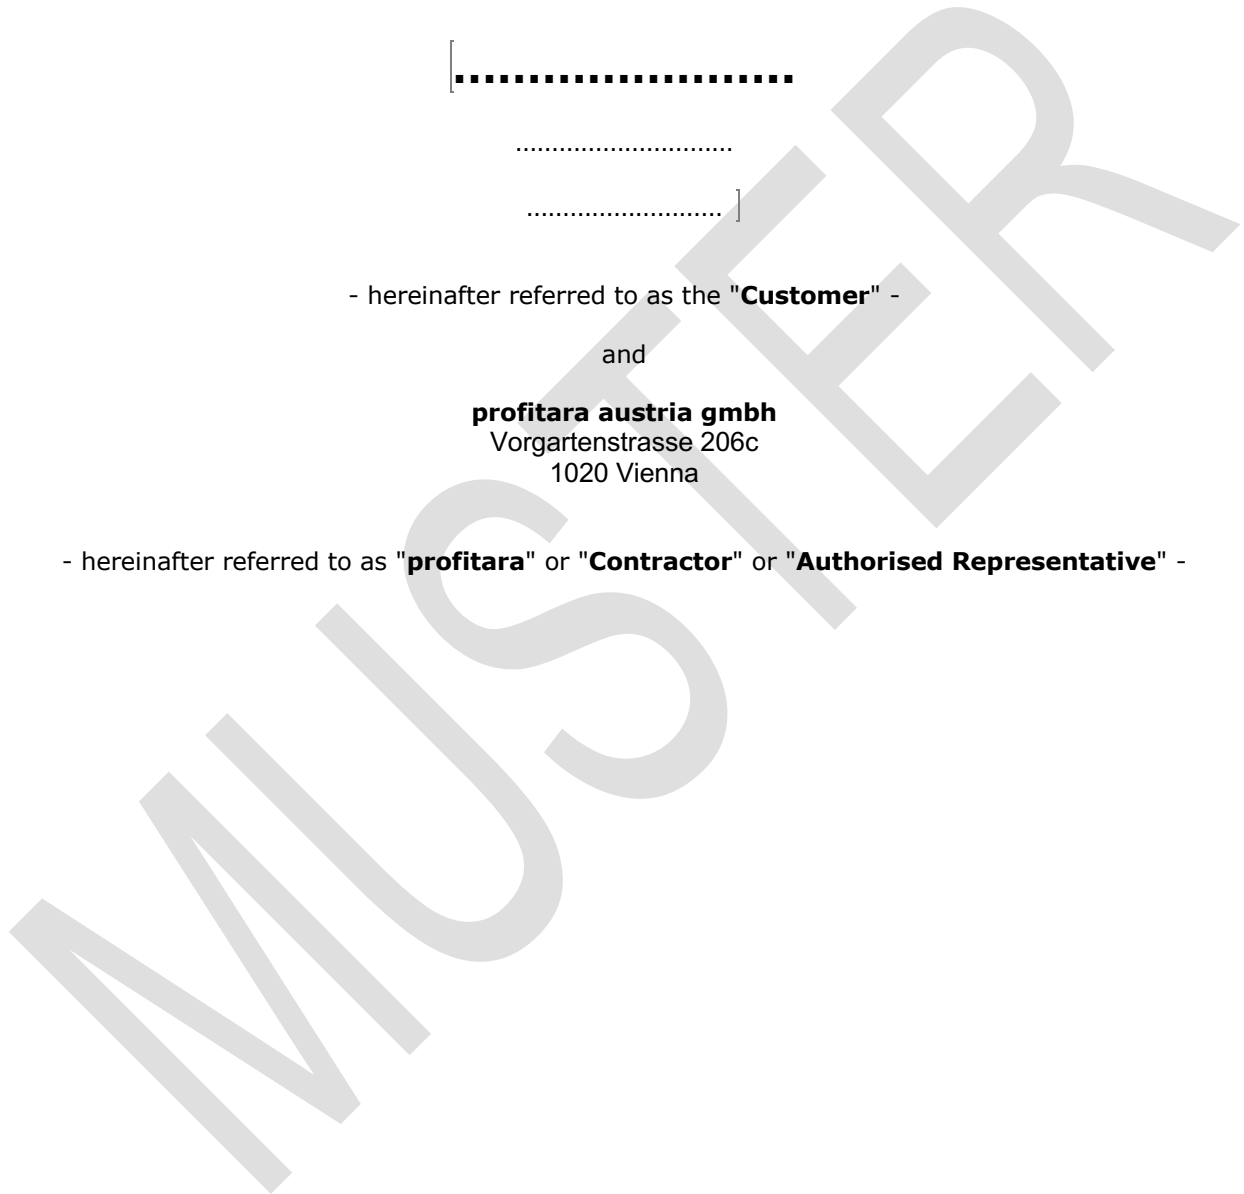 [.......................
..............................
........................... ]
- hereinafter referred to as the "Customer" -
and
profitara austria gmbh
Vorgartenstrasse 206c
1020 Vienna
- hereinafter referred to as "profitara" or "Contractor" or "Authorised Representative" -
MUSTER